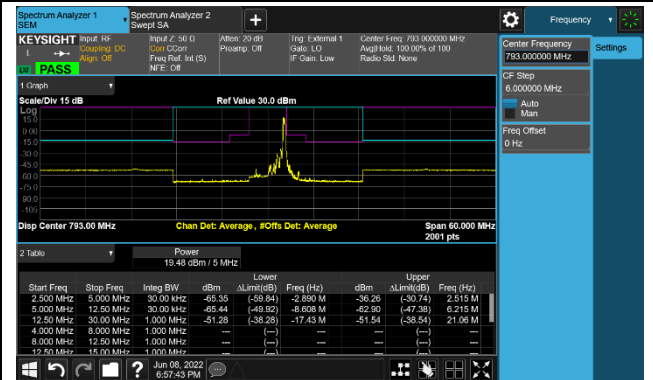 Spectrum Analyzer 1
SEM
Spectrum Analyzer 2
Swept SA
+
Frequency
KEYSIGHT
L
PASS
Input: RF
Coupling: DC
Align: Off
Input Z: 50 Ω
Corr CCorr
Freq Ref: Int (S)
NFE: Off
Atten: 20 dB
Preamp: Off
Trig: External 1
Gate: LO
IF Gain: Low
Center Freq: 793.000000 MHz
Avg|Hold: 100.00% of 100
Radio Std: None
Center Frequency
793.000000 MHz
Settings
CF Step
6.000000 MHz
Auto
Man
Freq Offset
0 Hz
1 Graph
Scale/Div 15 dB
Ref Value 30.0 dBm
Log
15.0
0.00
-15.0
-30.0
-45.0
-60.0
-75.0
-90.0
-105
Disp Center 793.00 MHz
Chan Det: Average, #Offs Det: Average
Span 60.000 MHz
2001 pts
2 Table
Power
19.48 dBm / 5 MHz
Lower Upper
Start Freq Stop Freq Integ BW dBm ΔLimit(dB) Freq (Hz) dBm ΔLimit(dB) Freq (Hz)
2.500 MHz 5.000 MHz 30.00 kHz -65.35 (-59.84) -2.890 M -36.26 (-30.74) 2.515 M
5.000 MHz 12.50 MHz 30.00 kHz -65.44 (-49.92) -8.608 M -62.90 (-47.38) 6.215 M
12.50 MHz 30.00 MHz 1.000 MHz -51.28 (-38.28) -17.43 M -51.54 (-38.54) 21.06 M
4.000 MHz 8.000 MHz 1.000 MHz --- (---) --- (---)
8.000 MHz 12.50 MHz 1.000 MHz --- (---) --- (---)
12.50 MHz 15.00 MHz 1.000 MHz --- (---) --- (---)
?
Jun 08, 2022
6:57:43 PM